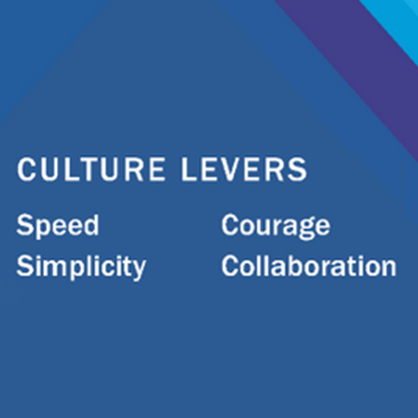 CULTURE LEVERS
Speed
Courage
Simplicity
Collaboration